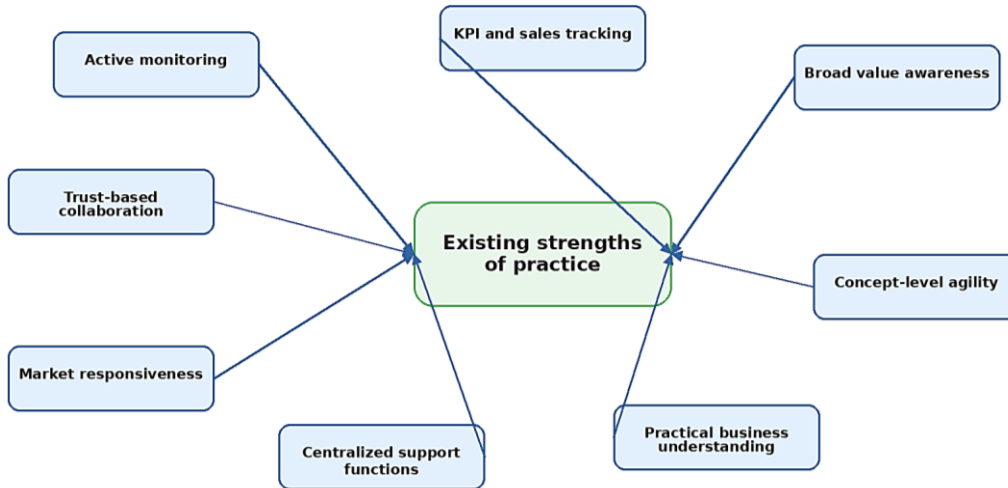 KPI and sales tracking
Active monitoring
Broad value awareness
Trust-based
collaboration
Existing strengths
of practice
Concept-level agility
Market responsiveness
Practical business
understanding
Centralized support
functions